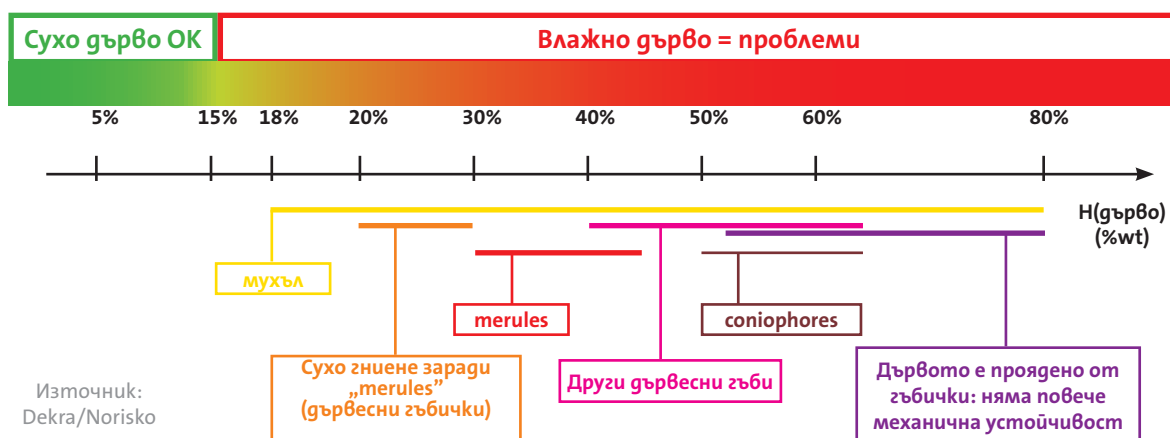 Сухо дърво ОК
Влажно дърво = проблеми
5% 15% 18% 20% 30% 40% 50% 60% 80%
H(дърво)
(%wt)
мухъл
merules
coniophores
Сухо гниене заради
„merules”
(дървесни гъбички)
Други дървесни гъби
Дървото е проядено от
гъбички: няма повече
механична устойчивост
Източник:
Dekra/Norisko